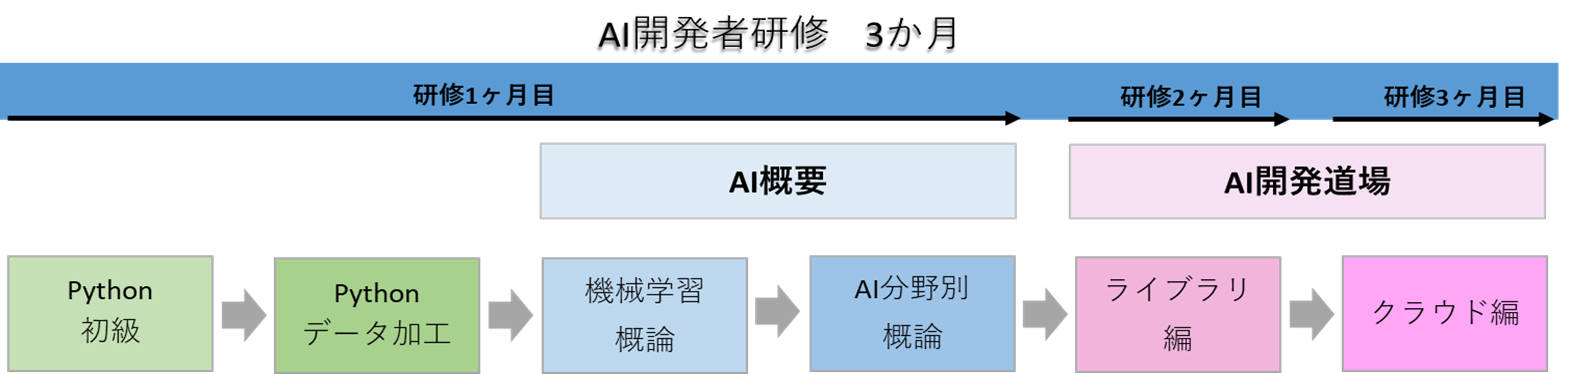 AI開発者研修　3か月
研修1ヶ月目
研修2ヶ月目
研修3ヶ月目
AI概要
AI開発道場
Python
初級
Python
データ加工
機械学習
概論
AI分野別
概論
ライブラリ
編
クラウド編